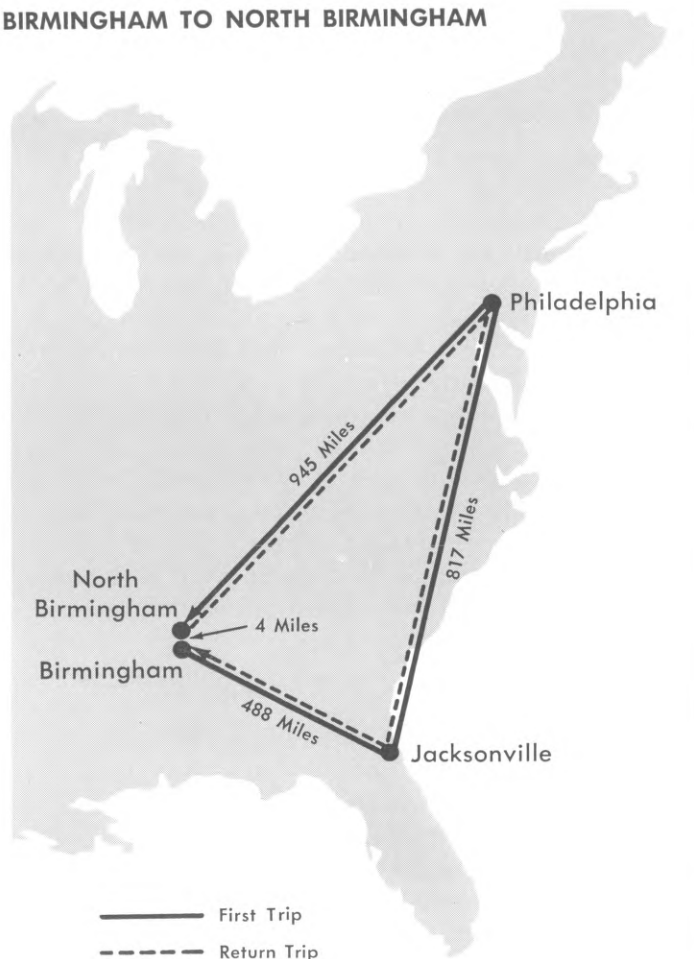 BIRMINGHAM TO NORTH BIRMINGHAM
Philadelphia
945 Miles
817 Miles
North
Birmingham
4 Miles
Birmingham
488 Miles
Jacksonville
First Trip
Return Trip